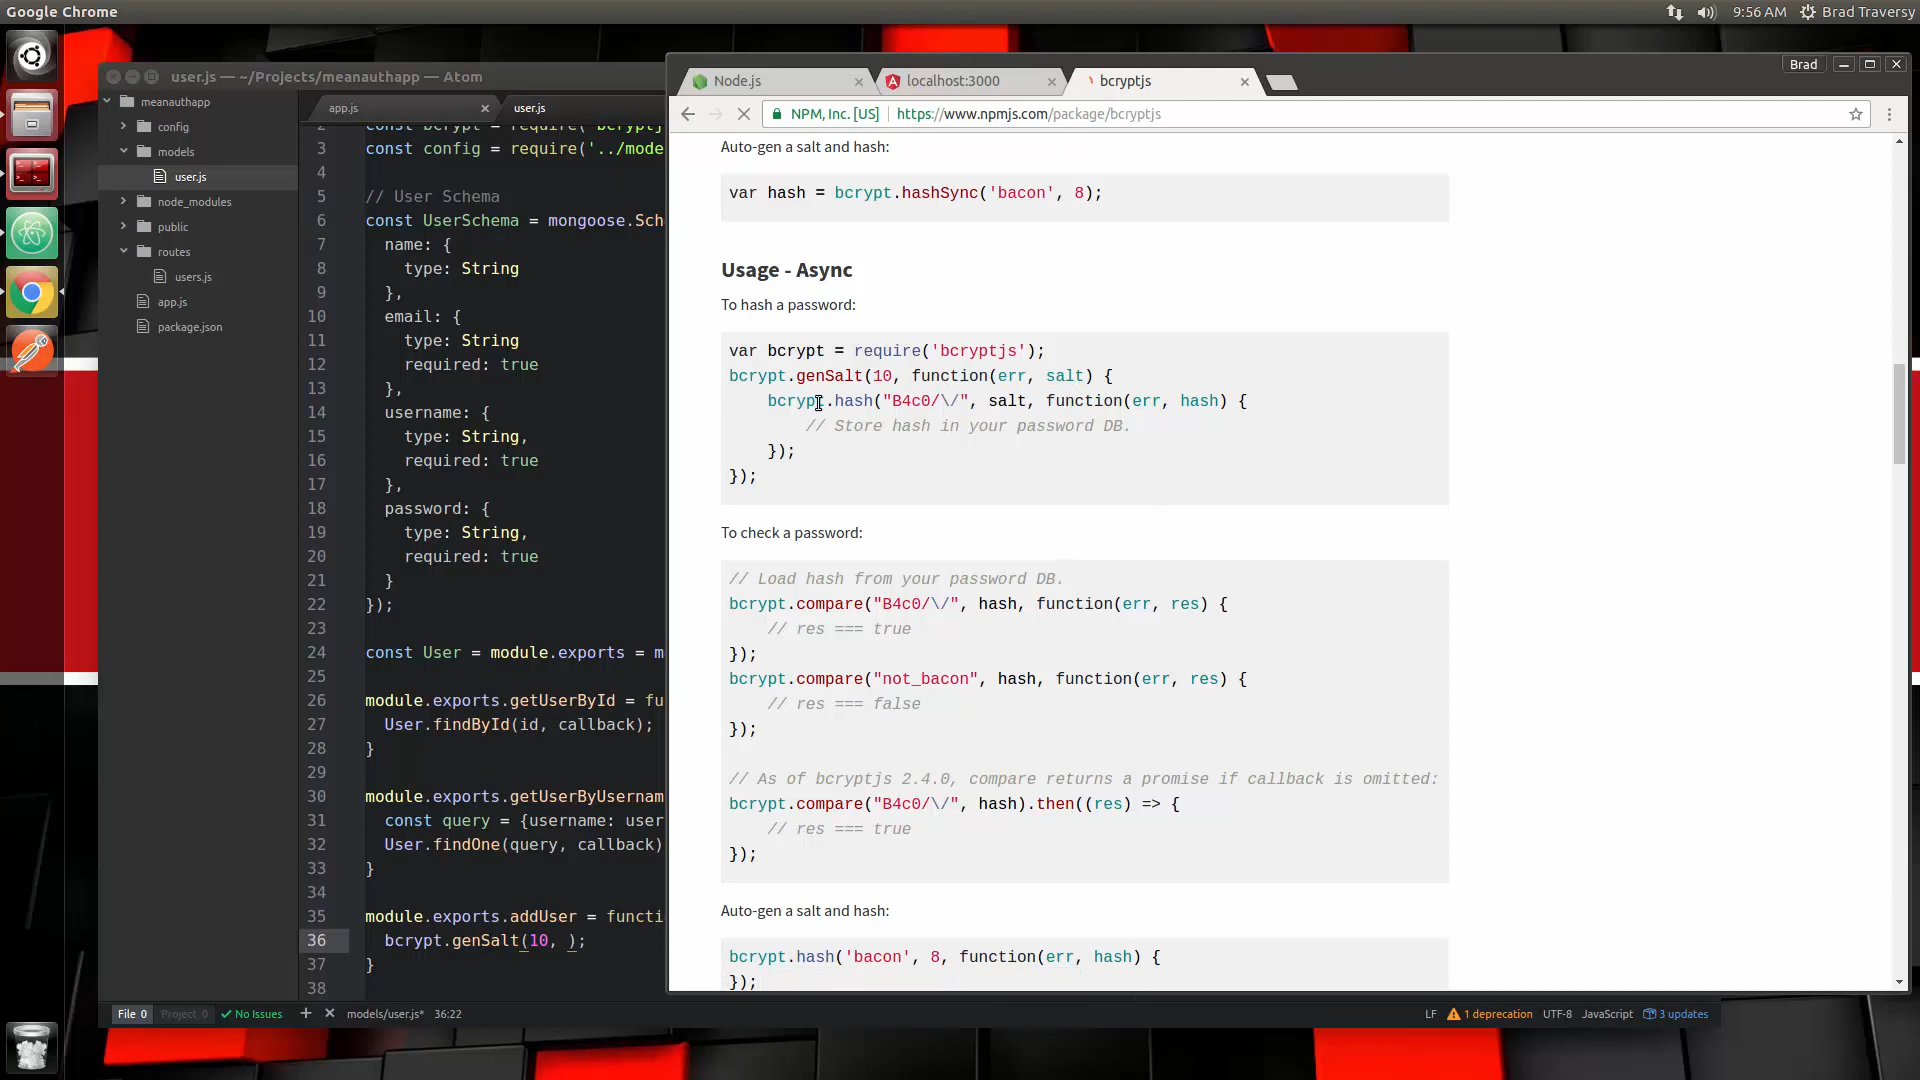 Google Chrome
9:56 AM
Brad Traversy
user.js — ~/Projects/meanauthapp — Atom
meanauthapp
config
models
user.js
node_modules
public
routes
users.js
app.js
package.json
app.js
user.js
2 const bcrypt = require('bcryptj
3 const config = require('../mode
4
5 // User Schema
6 const UserSchema = mongoose.Sch
7 name: {
8 type: String
9 },
10 email: {
11 type: String
12 required: true
13 },
14 username: {
15 type: String,
16 required: true
17 },
18 password: {
19 type: String,
20 required: true
21 }
22 });
23
24 const User = module.exports = m
25
26 module.exports.getUserById = fu
27 User.findById(id, callback);
28 }
29
30 module.exports.getUserByUsernam
31 const query = {username: user
32 User.findOne(query, callback)
33 }
34
35 module.exports.addUser = functi
36 bcrypt.genSalt(10, );
37 }
38
File 0
Project 0
No Issues
models/user.js*
36:22
LF
1 deprecation
UTF-8
JavaScript
3 updates
Brad
Node.js
localhost:3000
bcryptjs
NPM, Inc. [US]
https://www.npmjs.com/package/bcryptjs
Auto-gen a salt and hash:
var hash = bcrypt.hashSync('bacon', 8);
Usage - Async
To hash a password:
var bcrypt = require('bcryptjs');
bcrypt.genSalt(10, function(err, salt) {
bcrypt.hash("B4c0/\/", salt, function(err, hash) {
// Store hash in your password DB.
});
});
To check a password:
// Load hash from your password DB.
bcrypt.compare("B4c0/\/", hash, function(err, res) {
// res === true
});
bcrypt.compare("not_bacon", hash, function(err, res) {
// res === false
});
// As of bcryptjs 2.4.0, compare returns a promise if callback is omitted:
bcrypt.compare("B4c0/\/", hash).then((res) => {
// res === true
});
Auto-gen a salt and hash:
bcrypt.hash('bacon', 8, function(err, hash) {
});